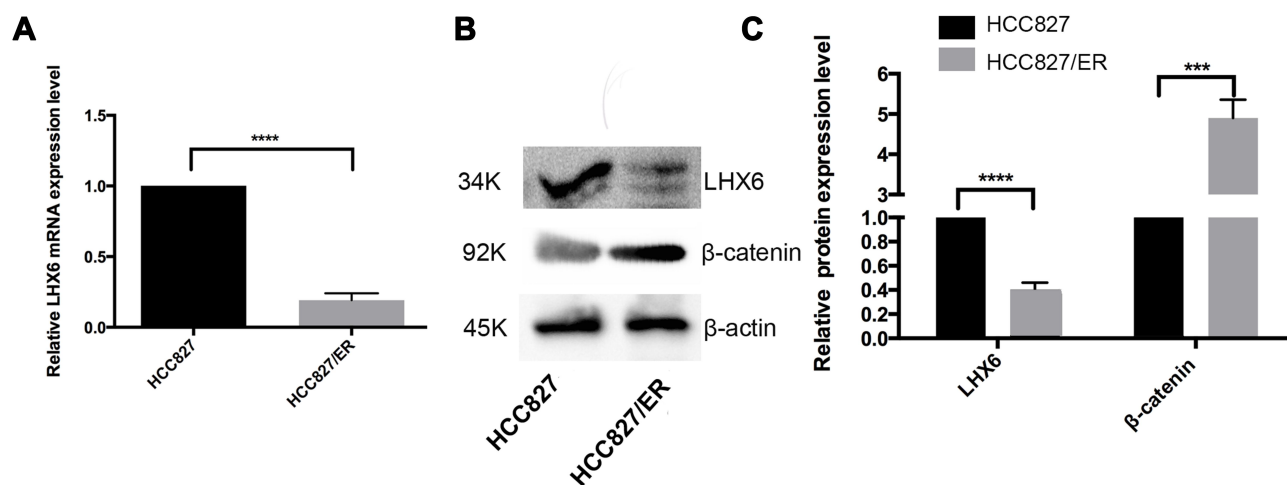 A
Relative LHX6 mRNA expression level
1.5
1.0
0.5
0.0
****
HCC827
HCC827/ER
B
34K
LHX6
92K
β-catenin
45K
β-actin
HCC827
HCC827/ER
C
HCC827
HCC827/ER
Relative protein expression level
6
5
4
3
1.0
0.8
0.6
0.4
0.2
0.0
****
***
LHX6
β-catenin